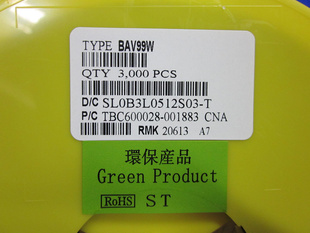 TYPE BAV99W
QTY 3,000 PCS
D/C SL0B3L0512S03-T
P/C TBC600028-001883 CNA
RMK 20613 A7
環保産品
Green Product
RoHS ST